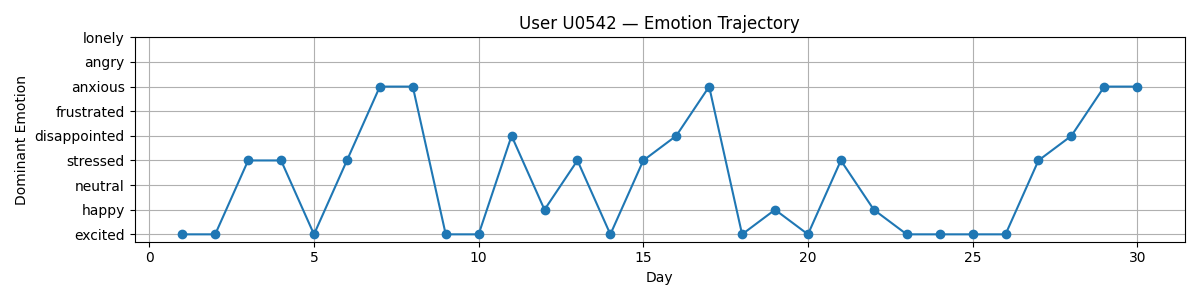 User U0542 — Emotion Trajectory
Dominant Emotion
lonely
angry
anxious
frustrated
disappointed
stressed
neutral
happy
excited
0 5 10 15 20 25 30
Day